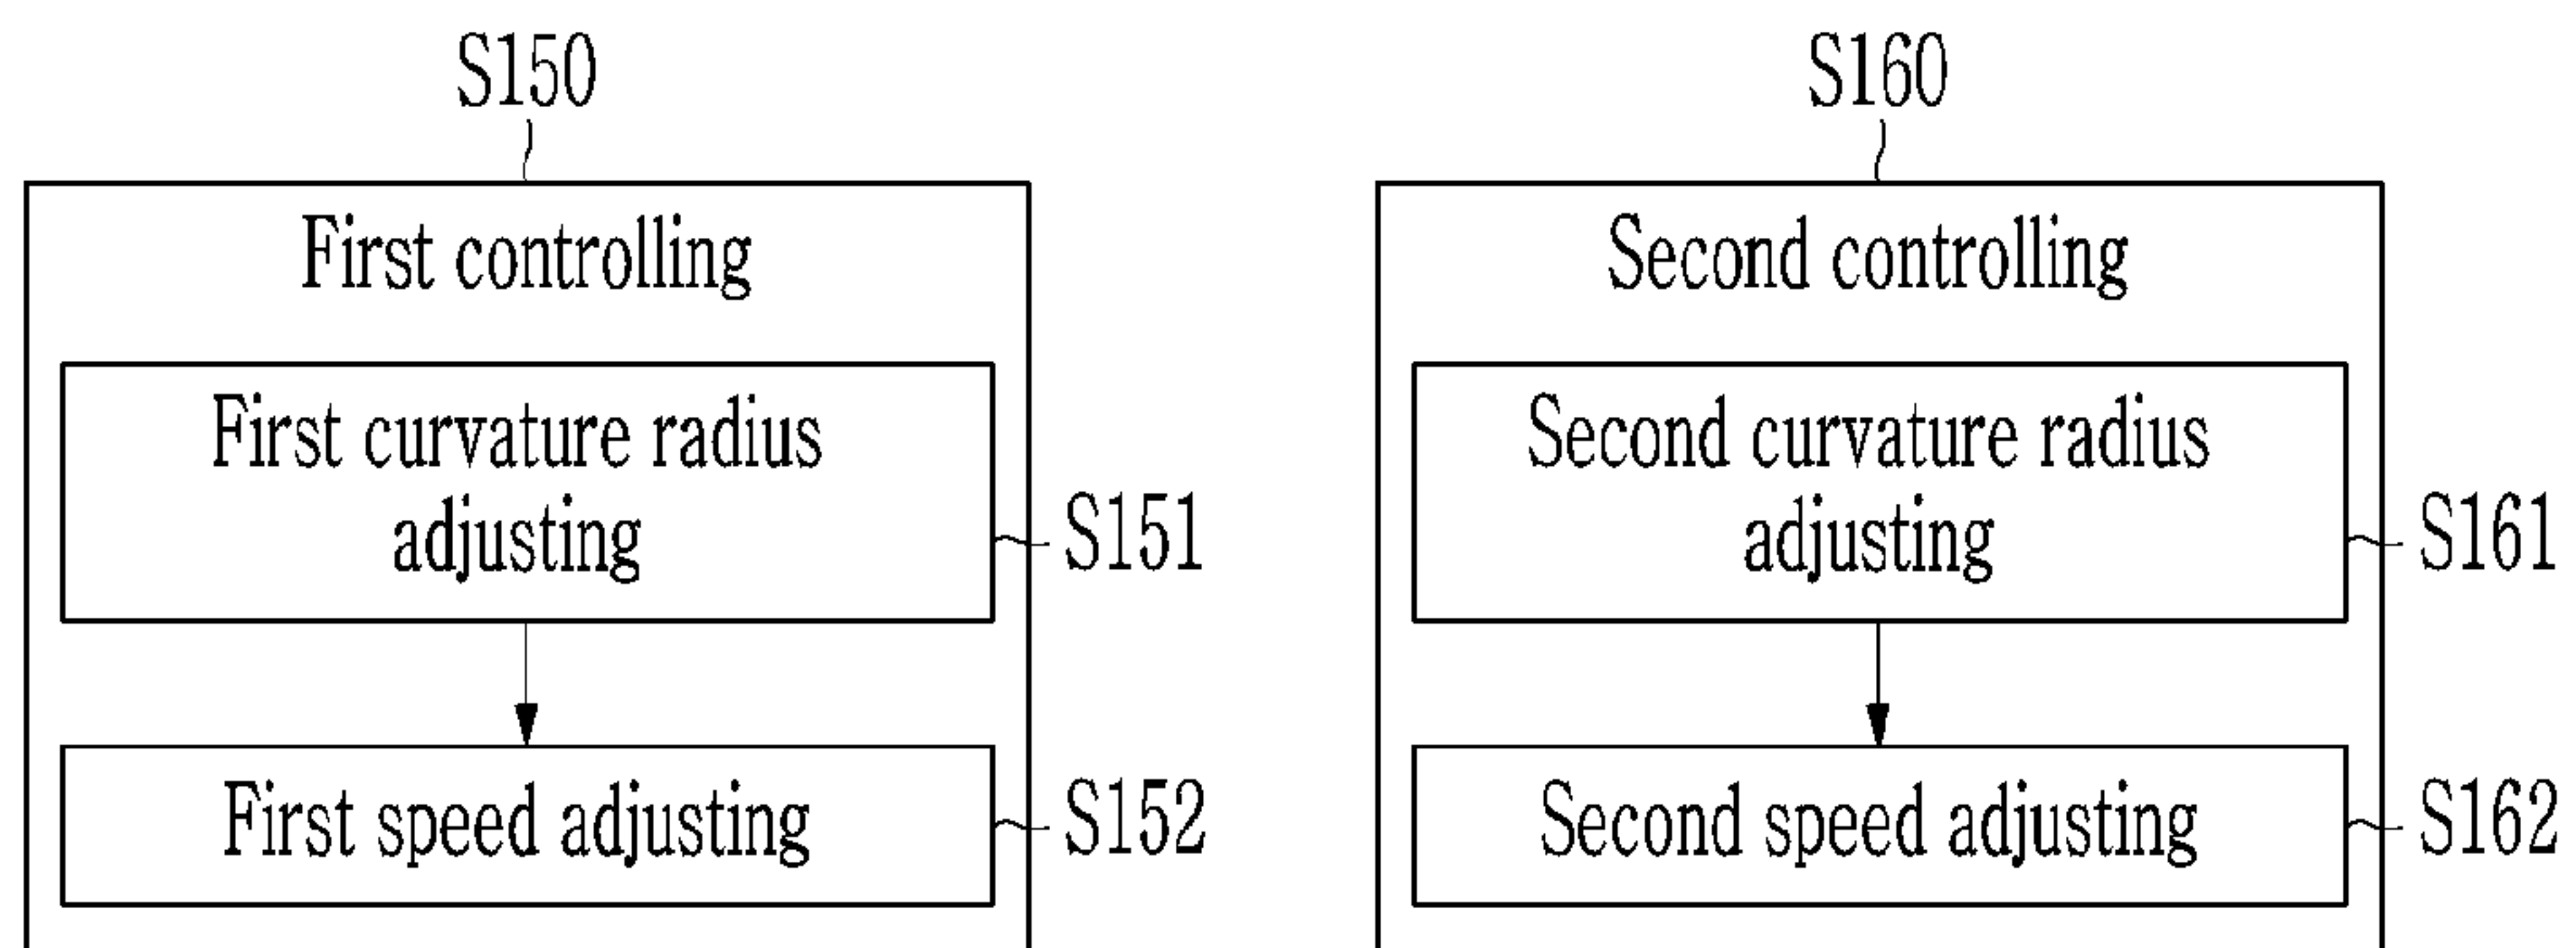 S150
First controlling
First curvature radius
adjusting
S151
First speed adjusting
S152
S160
Second controlling
Second curvature radius
adjusting
S161
Second speed adjusting
S162